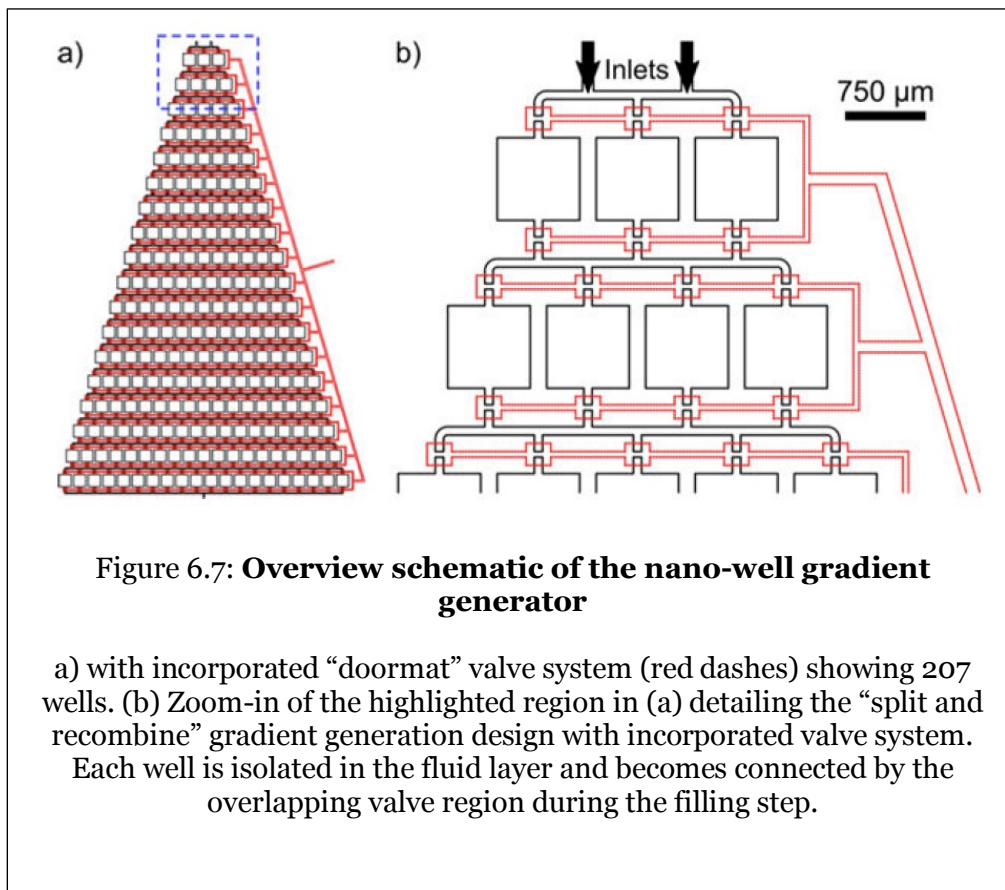 a)
b)
Inlets
750 µm
Figure 6.7: Overview schematic of the nano-well gradient
generator
a) with incorporated “doormat” valve system (red dashes) showing 207
wells. (b) Zoom-in of the highlighted region in (a) detailing the “split and
recombine” gradient generation design with incorporated valve system.
Each well is isolated in the fluid layer and becomes connected by the
overlapping valve region during the filling step.